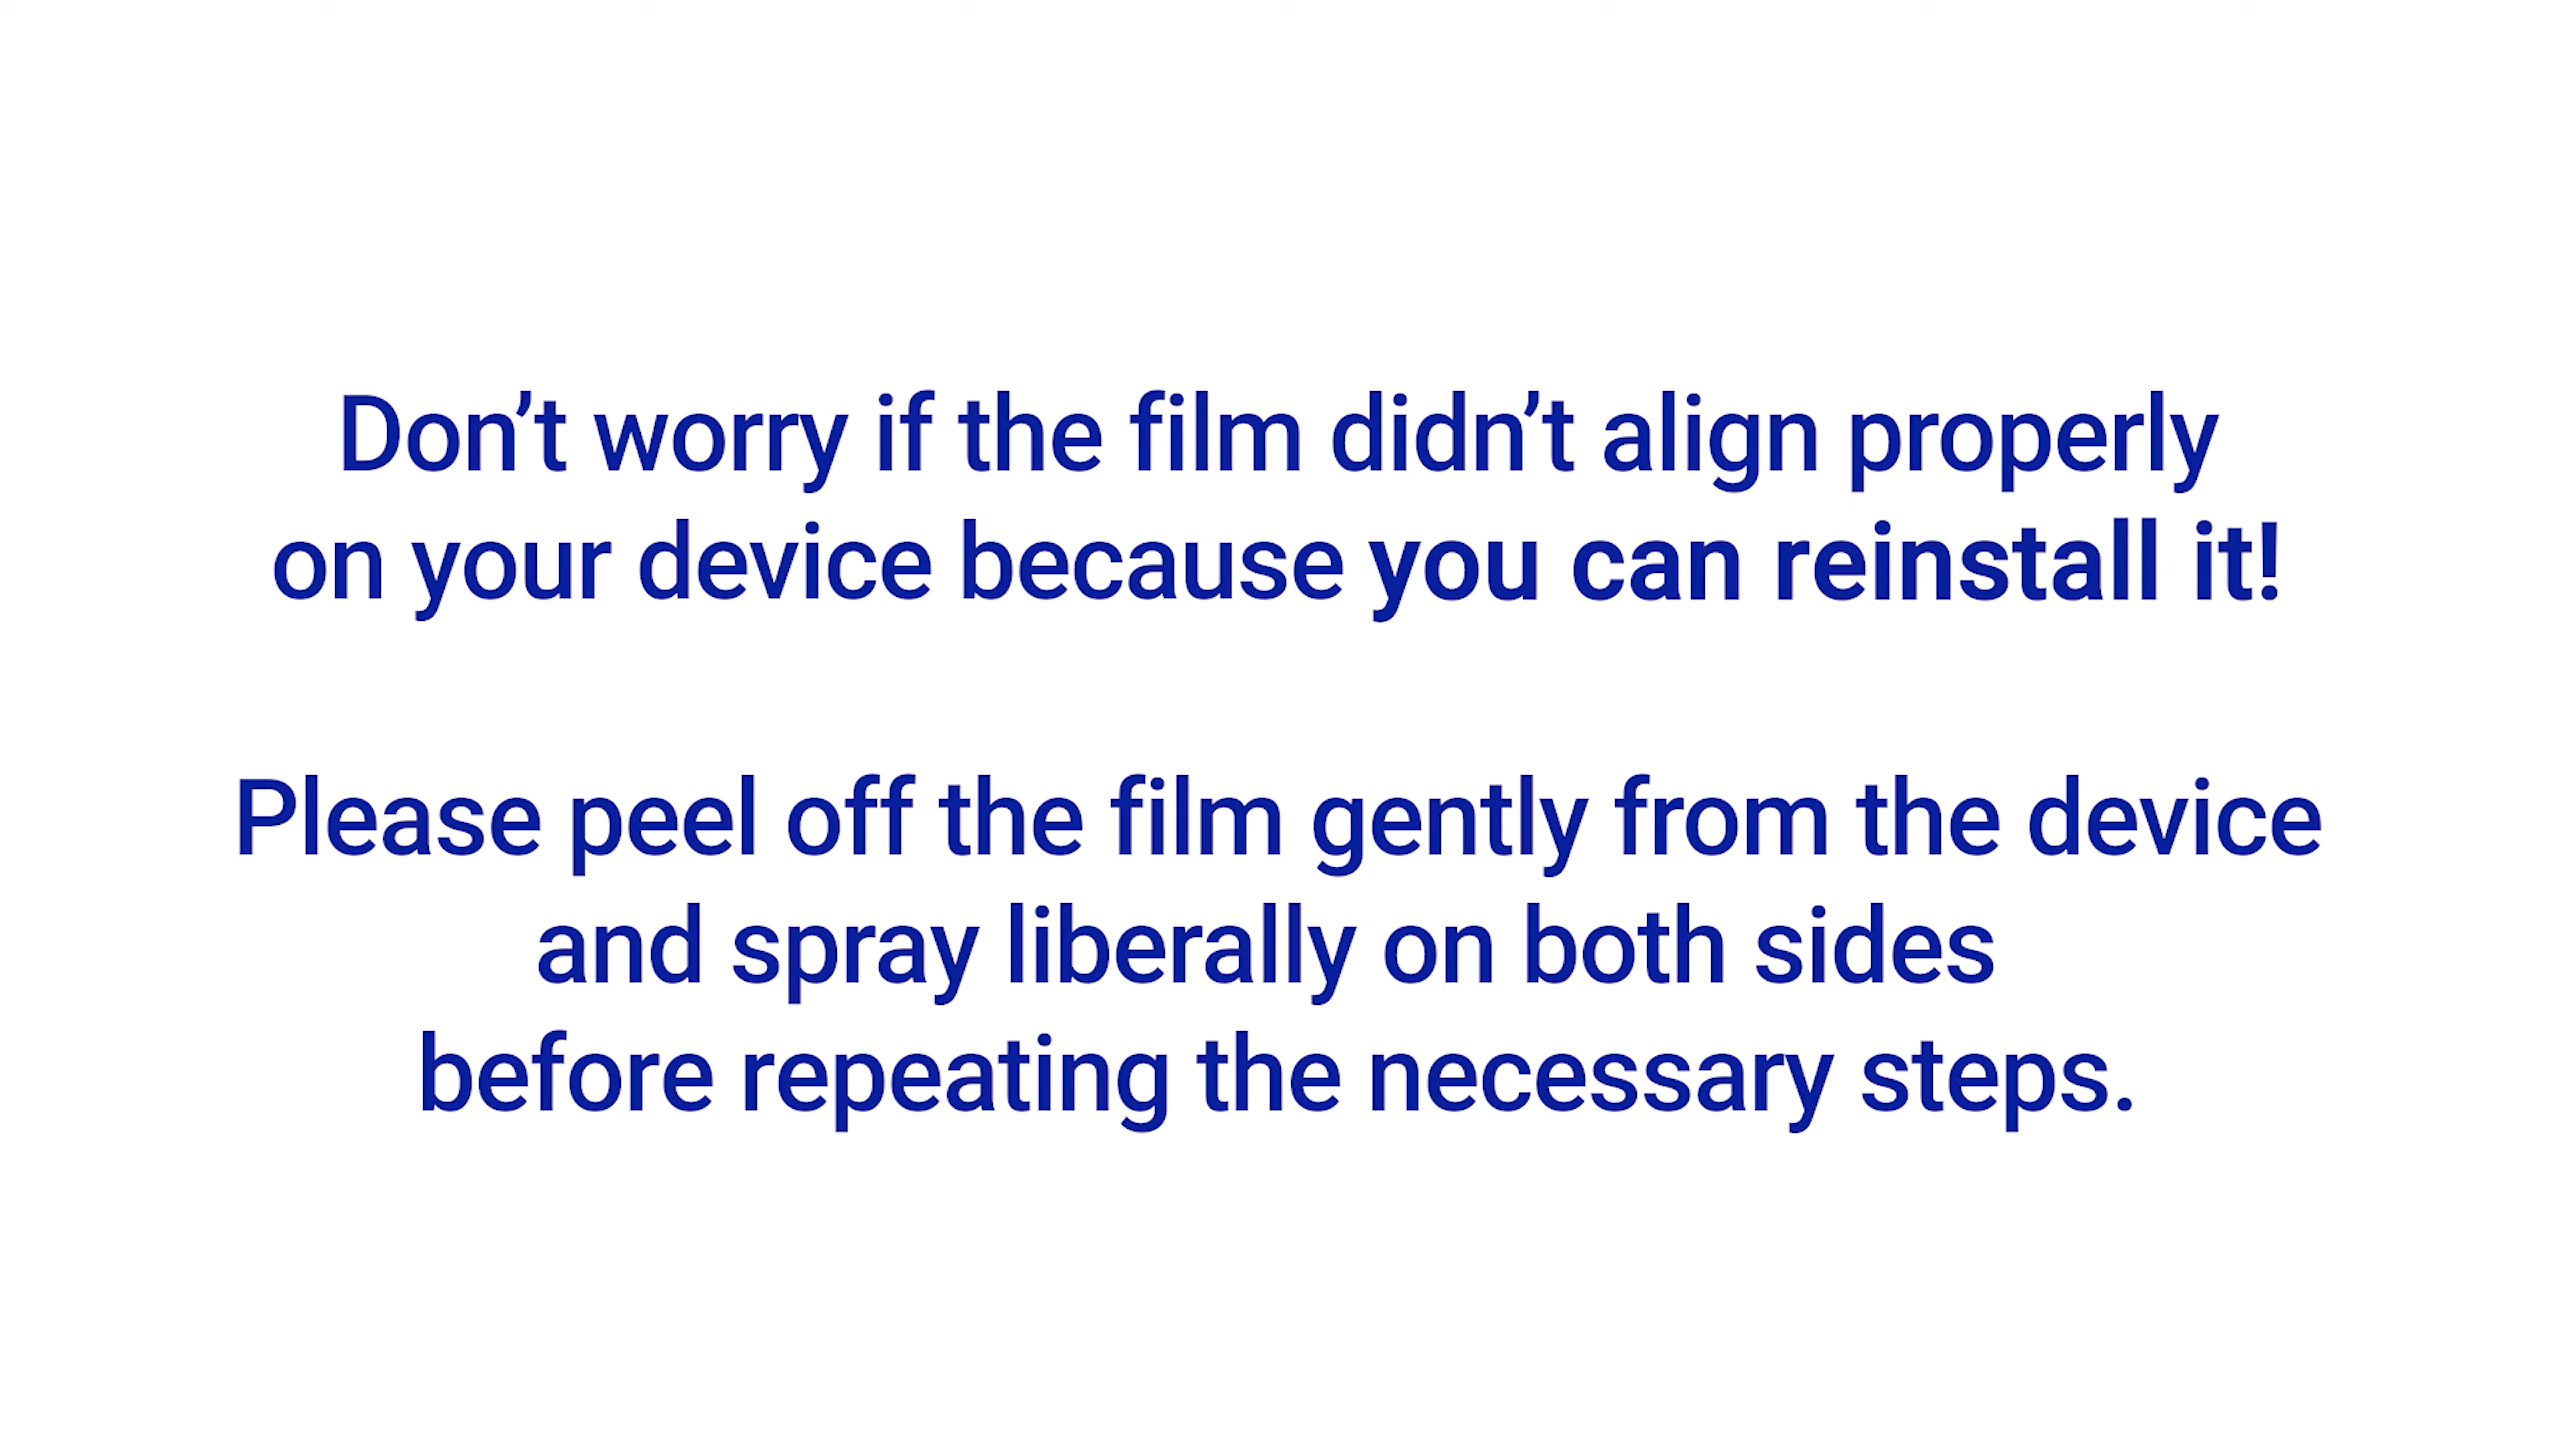 Don’t worry if the film didn’t align properly
on your device because you can reinstall it!
Please peel off the film gently from the device
and spray liberally on both sides
before repeating the necessary steps.